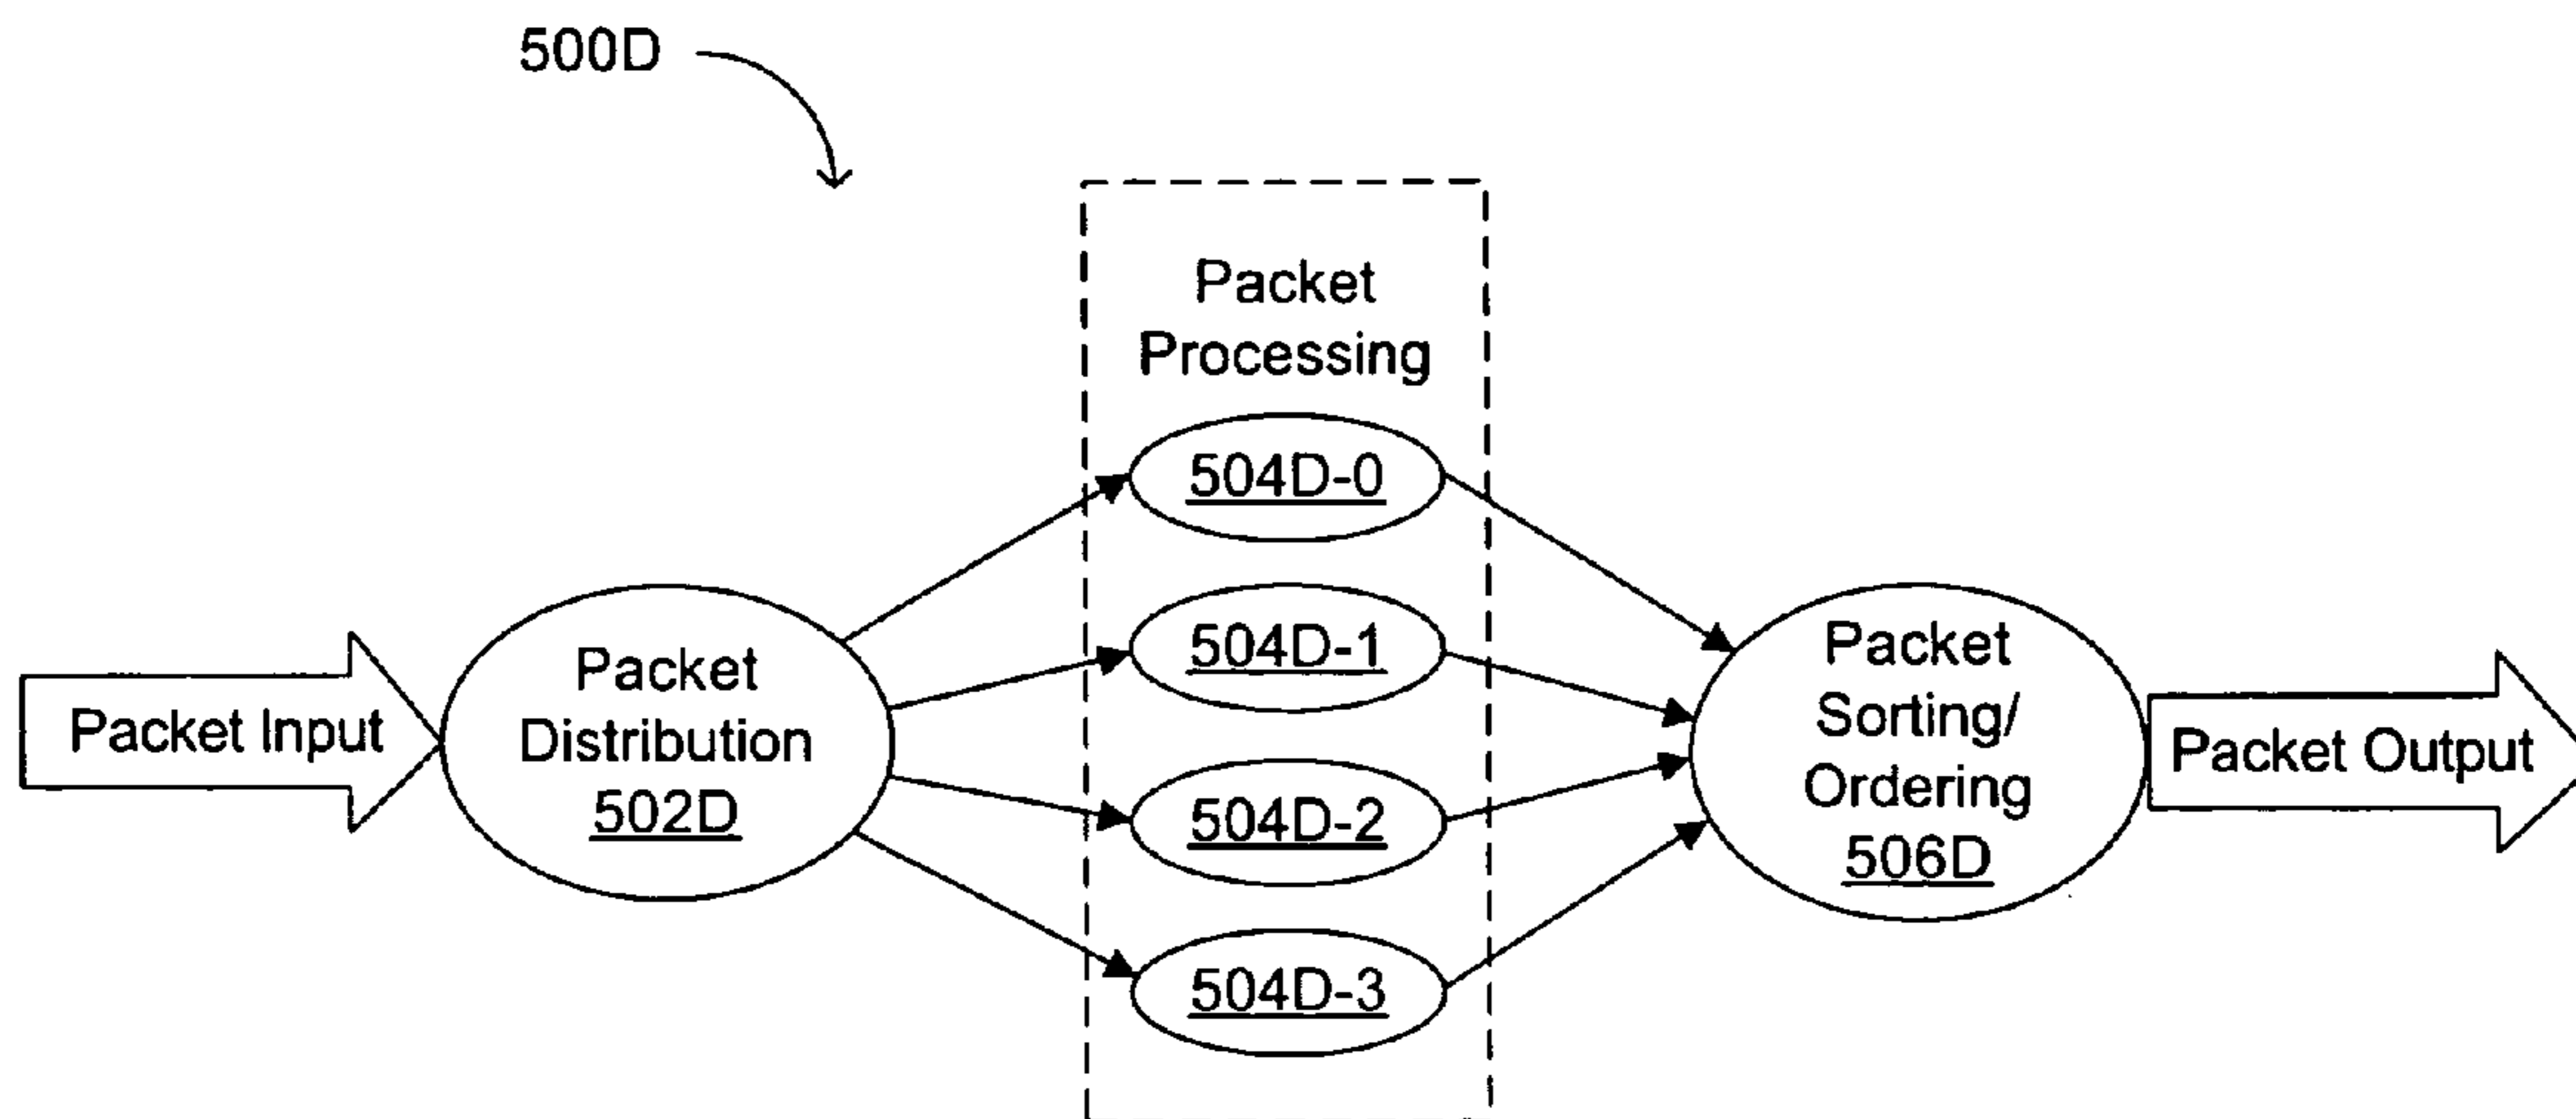 500D
Packet
Processing
504D-0
504D-1
504D-2
504D-3
Packet Input
Packet
Distribution
502D
Packet
Sorting/
Ordering
506D
Packet Output